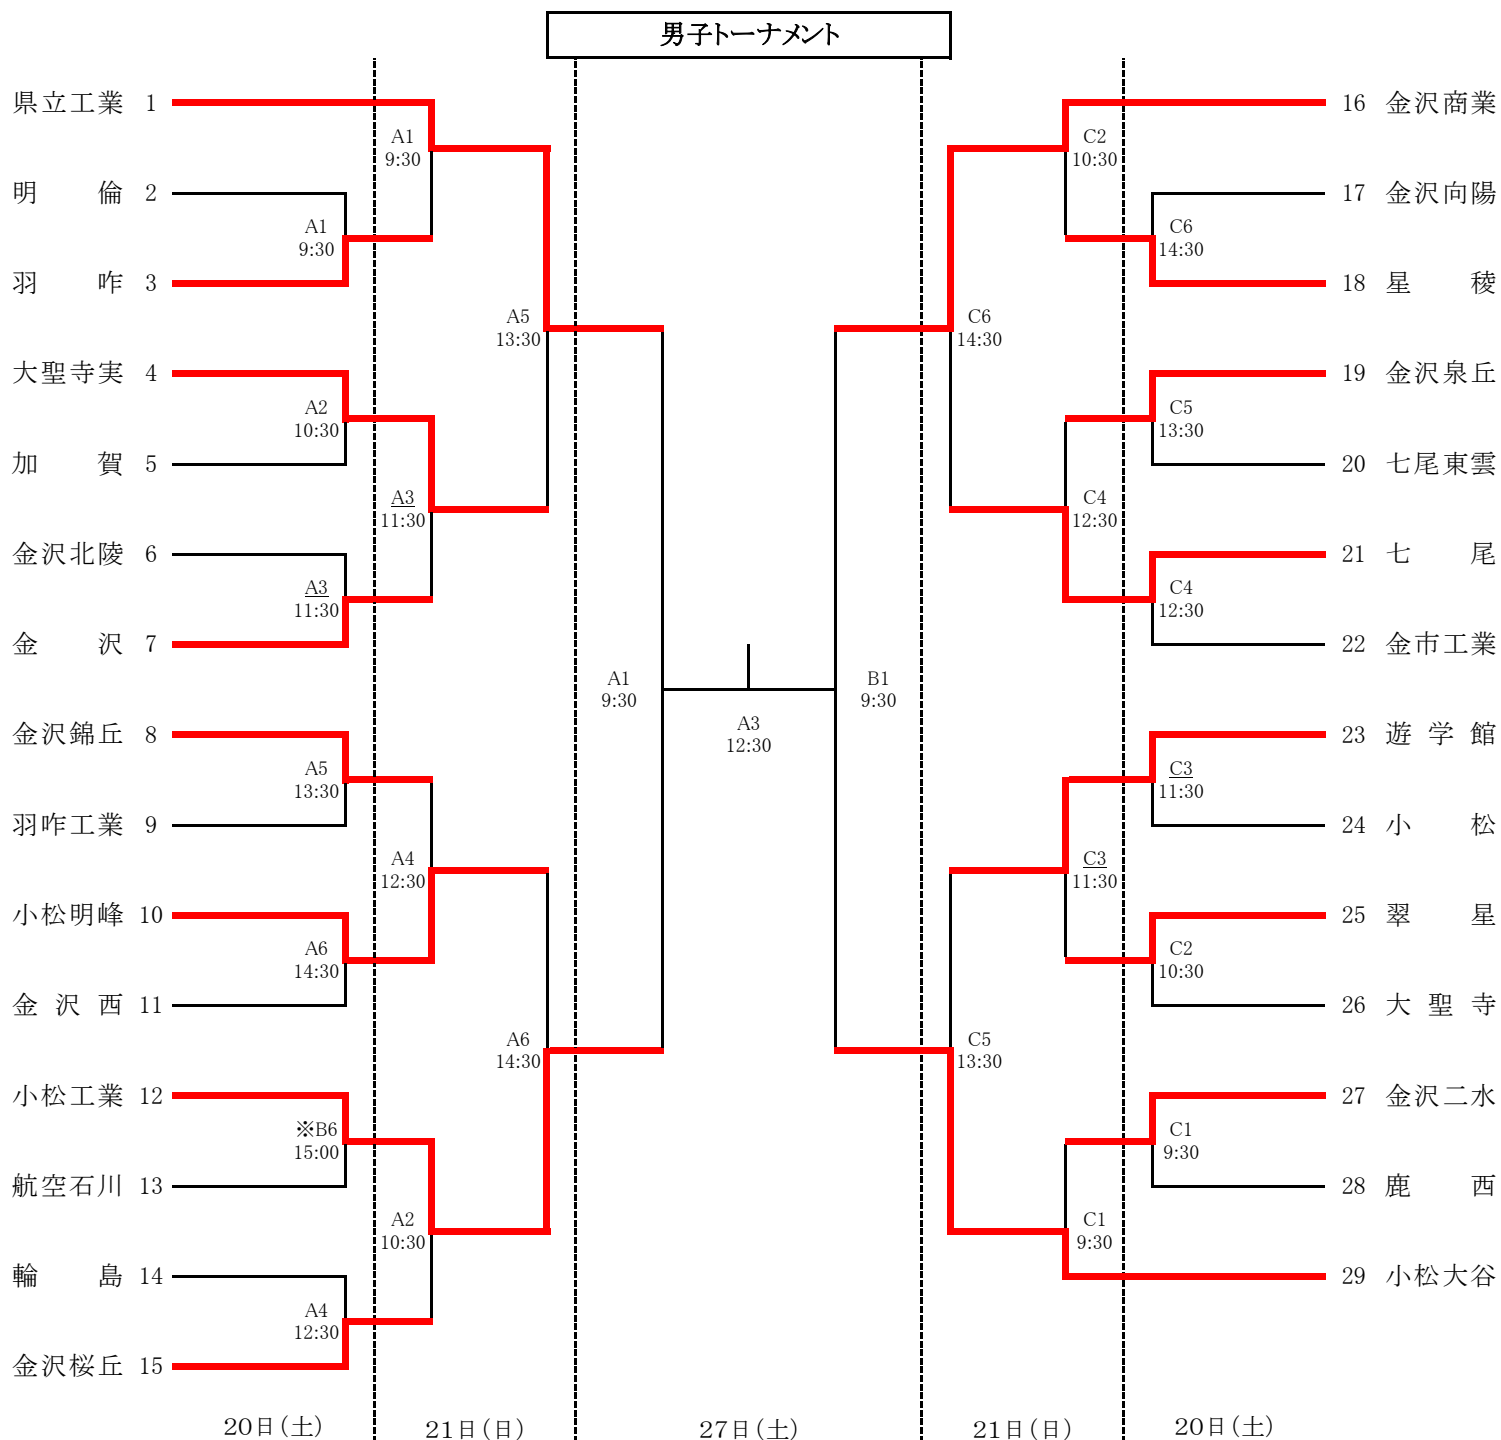 男子トーナメント
県立工業 1
A1
9:30
明 倫 2
A1
9:30
羽 咋 3
A5
13:30
大聖寺実 4
A2
10:30
加 賀 5
A3
11:30
金沢北陵 6
A3
11:30
金 沢 7
A1
9:30
金沢錦丘 8
A5
13:30
羽咋工業 9
A4
12:30
小松明峰 10
A6
14:30
金沢西 11
A6
14:30
小松工業 12
※B6
15:00
航空石川 13
A2
10:30
輪 島 14
A4
12:30
金沢桜丘 15
A3
12:30
16 金沢商業
C2
10:30
17 金沢向陽
C6
14:30
18 星 稜
C6
14:30
19 金沢泉丘
C5
13:30
20 七尾東雲
C4
12:30
21 七 尾
C4
12:30
22 金市工業
B1
9:30
23 遊学館
C3
11:30
24 小 松
C3
11:30
25 翠 星
C2
10:30
26 大聖寺
C5
13:30
27 金沢二水
C1
9:30
28 鹿 西
C1
9:30
29 小松大谷
20日(土) 21日(日) 27日(土) 21日(日) 20日(土)